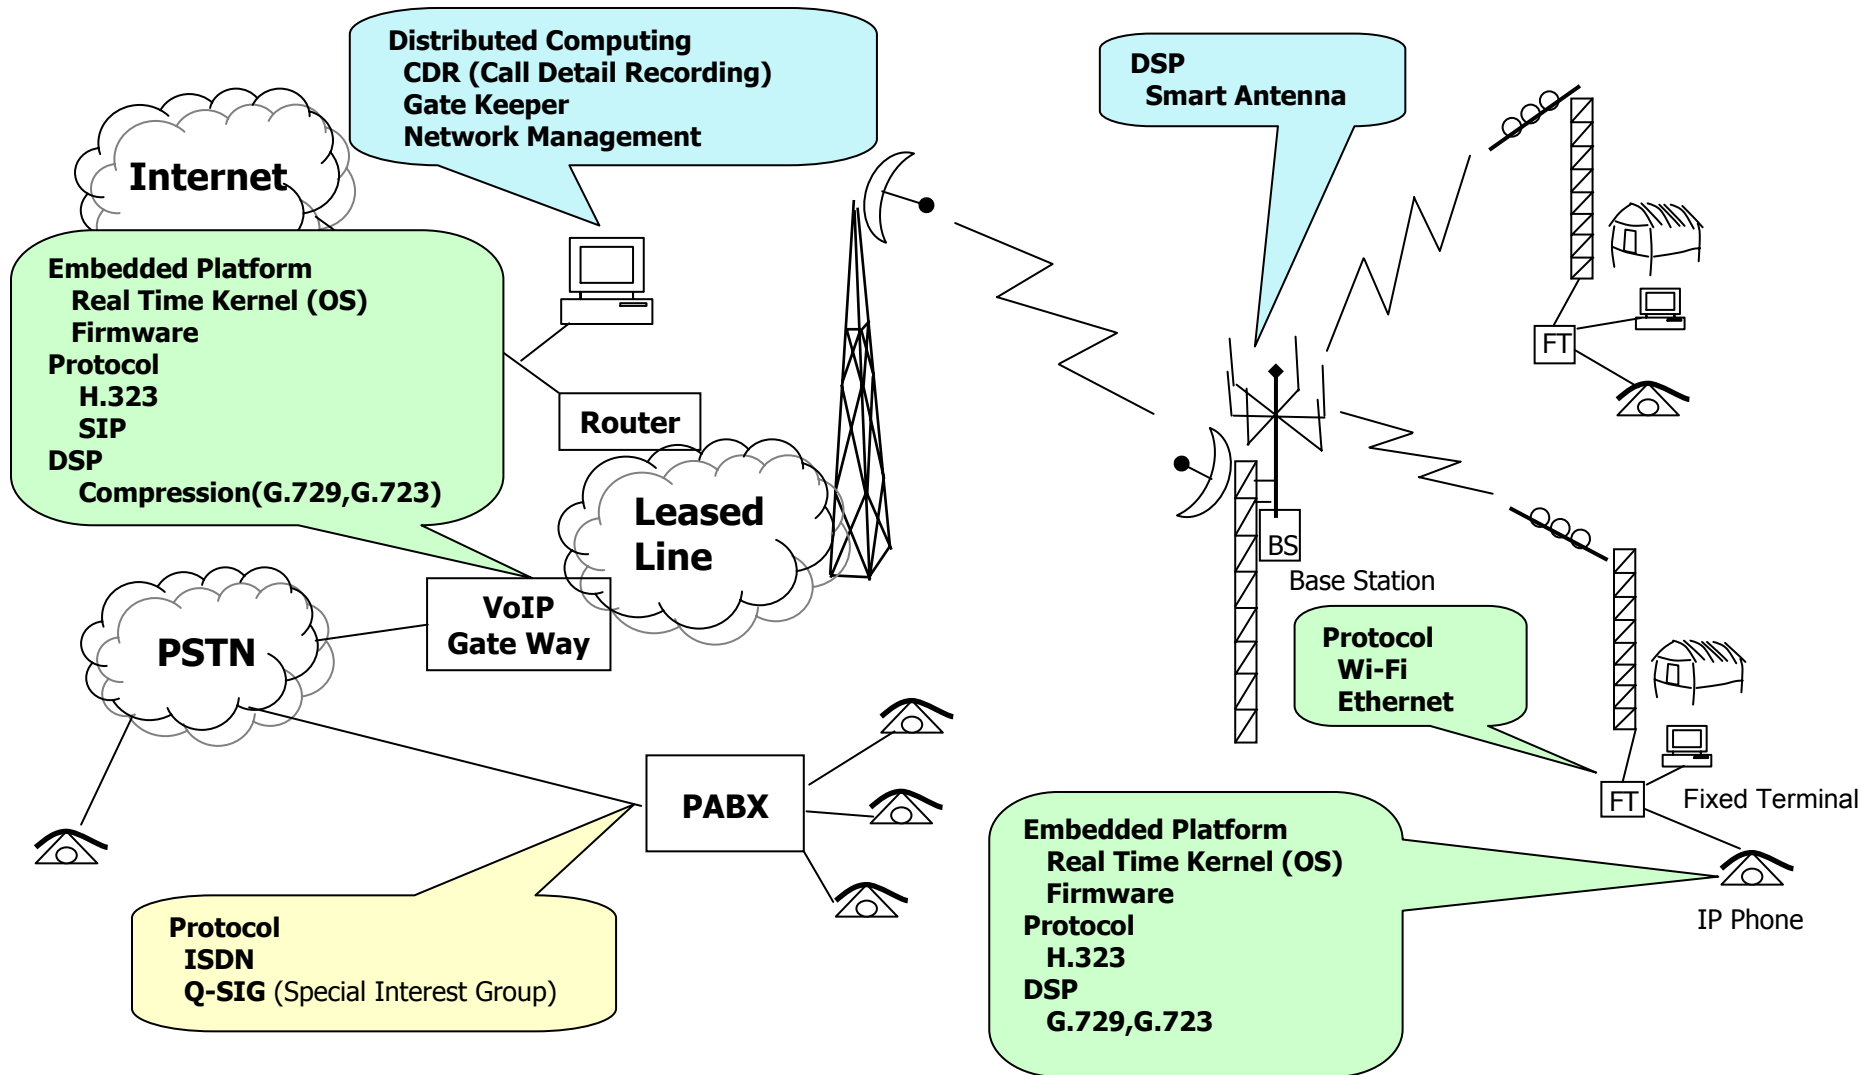 Distributed Computing
CDR (Call Detail Recording)
Gate Keeper
Network Management
DSP
Smart Antenna
Internet
Embedded Platform
Real Time Kernel (OS)
Firmware
Protocol
H.323
SIP
DSP
Compression(G.729,G.723)
Router
Leased
Line
FT
BS
Base Station
VoIP
Gate Way
PSTN
Protocol
Wi-Fi
Ethernet
PABX
FT
Fixed Terminal
Embedded Platform
Real Time Kernel (OS)
Firmware
Protocol
H.323
DSP
G.729,G.723
IP Phone
Protocol
ISDN
Q-SIG (Special Interest Group)